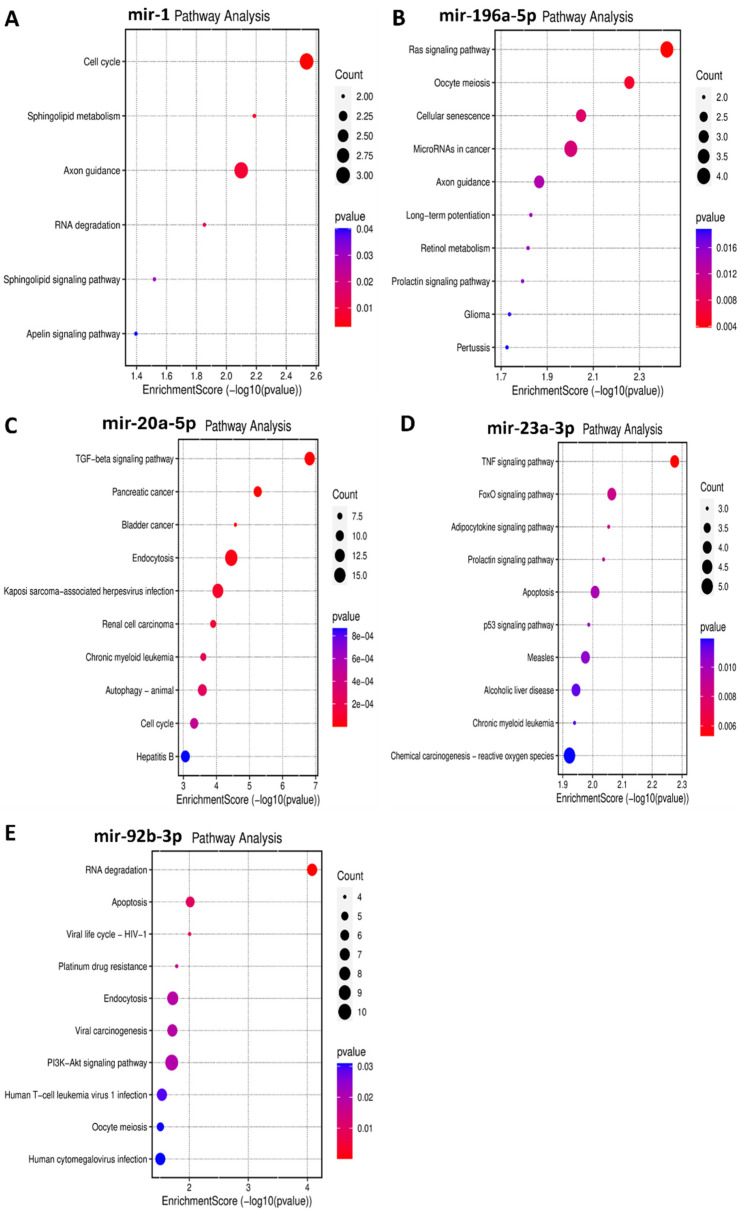 A
mir-1 Pathway Analysis
Cell cycle
Sphingolipid metabolism
Axon guidance
RNA degradation
Sphingolipid signaling pathway
Apelin signaling pathway
1.4 1.6 1.8 2.0 2.2 2.4 2.6
EnrichmentScore (−log10(pvalue))
Count
2.00
2.25
2.50
2.75
3.00
pvalue
0.04
0.03
0.02
0.01
B
mir-196a-5p Pathway Analysis
Ras signaling pathway
Oocyte meiosis
Cellular senescence
MicroRNAs in cancer
Axon guidance
Long−term potentiation
Retinol metabolism
Prolactin signaling pathway
Glioma
Pertussis
1.7 1.9 2.1 2.3
EnrichmentScore (−log10(pvalue))
Count
2.0
2.5
3.0
3.5
4.0
pvalue
0.016
0.012
0.008
0.004
C
mir-20a-5p Pathway Analysis
TGF−beta signaling pathway
Pancreatic cancer
Bladder cancer
Endocytosis
Kaposi sarcoma−associated herpesvirus infection
Renal cell carcinoma
Chronic myeloid leukemia
Autophagy − animal
Cell cycle
Hepatitis B
3 4 5 6 7
EnrichmentScore (−log10(pvalue))
Count
7.5
10.0
12.5
15.0
pvalue
8e−04
6e−04
4e−04
2e−04
D
mir-23a-3p Pathway Analysis
TNF signaling pathway
FoxO signaling pathway
Adipocytokine signaling pathway
Prolactin signaling pathway
Apoptosis
p53 signaling pathway
Measles
Alcoholic liver disease
Chronic myeloid leukemia
Chemical carcinogenesis − reactive oxygen species
1.9 2.0 2.1 2.2 2.3
EnrichmentScore (−log10(pvalue))
Count
3.0
3.5
4.0
4.5
5.0
pvalue
0.010
0.008
0.006
E
mir-92b-3p Pathway Analysis
RNA degradation
Apoptosis
Viral life cycle − HIV−1
Platinum drug resistance
Endocytosis
Viral carcinogenesis
PI3K−Akt signaling pathway
Human T−cell leukemia virus 1 infection
Oocyte meiosis
Human cytomegalovirus infection
2 3 4
EnrichmentScore (−log10(pvalue))
Count
4
5
6
7
8
9
10
pvalue
0.03
0.02
0.01